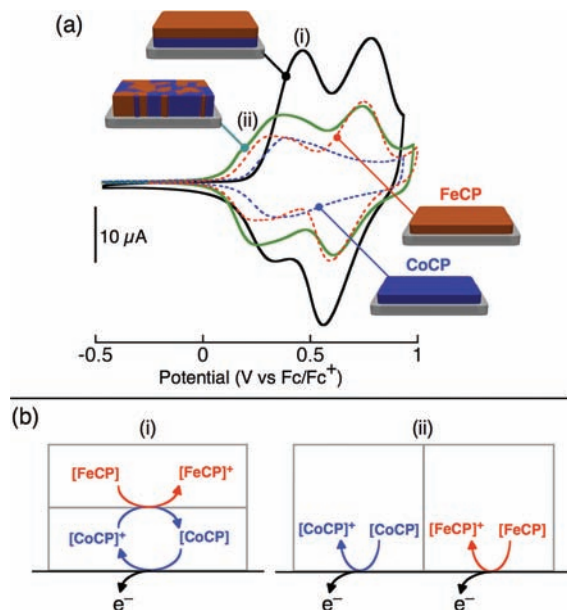 (a)
(i)
(ii)
10 µA
FeCP
CoCP
-0.5 0 0.5 1
Potential (V vs Fc/Fc⁺)
(b)
(i) (ii)
[FeCP] [FeCP]⁺
[CoCP]⁺ [CoCP]
e⁻
[CoCP]⁺ [CoCP] [FeCP]⁺ [FeCP]
e⁻ e⁻